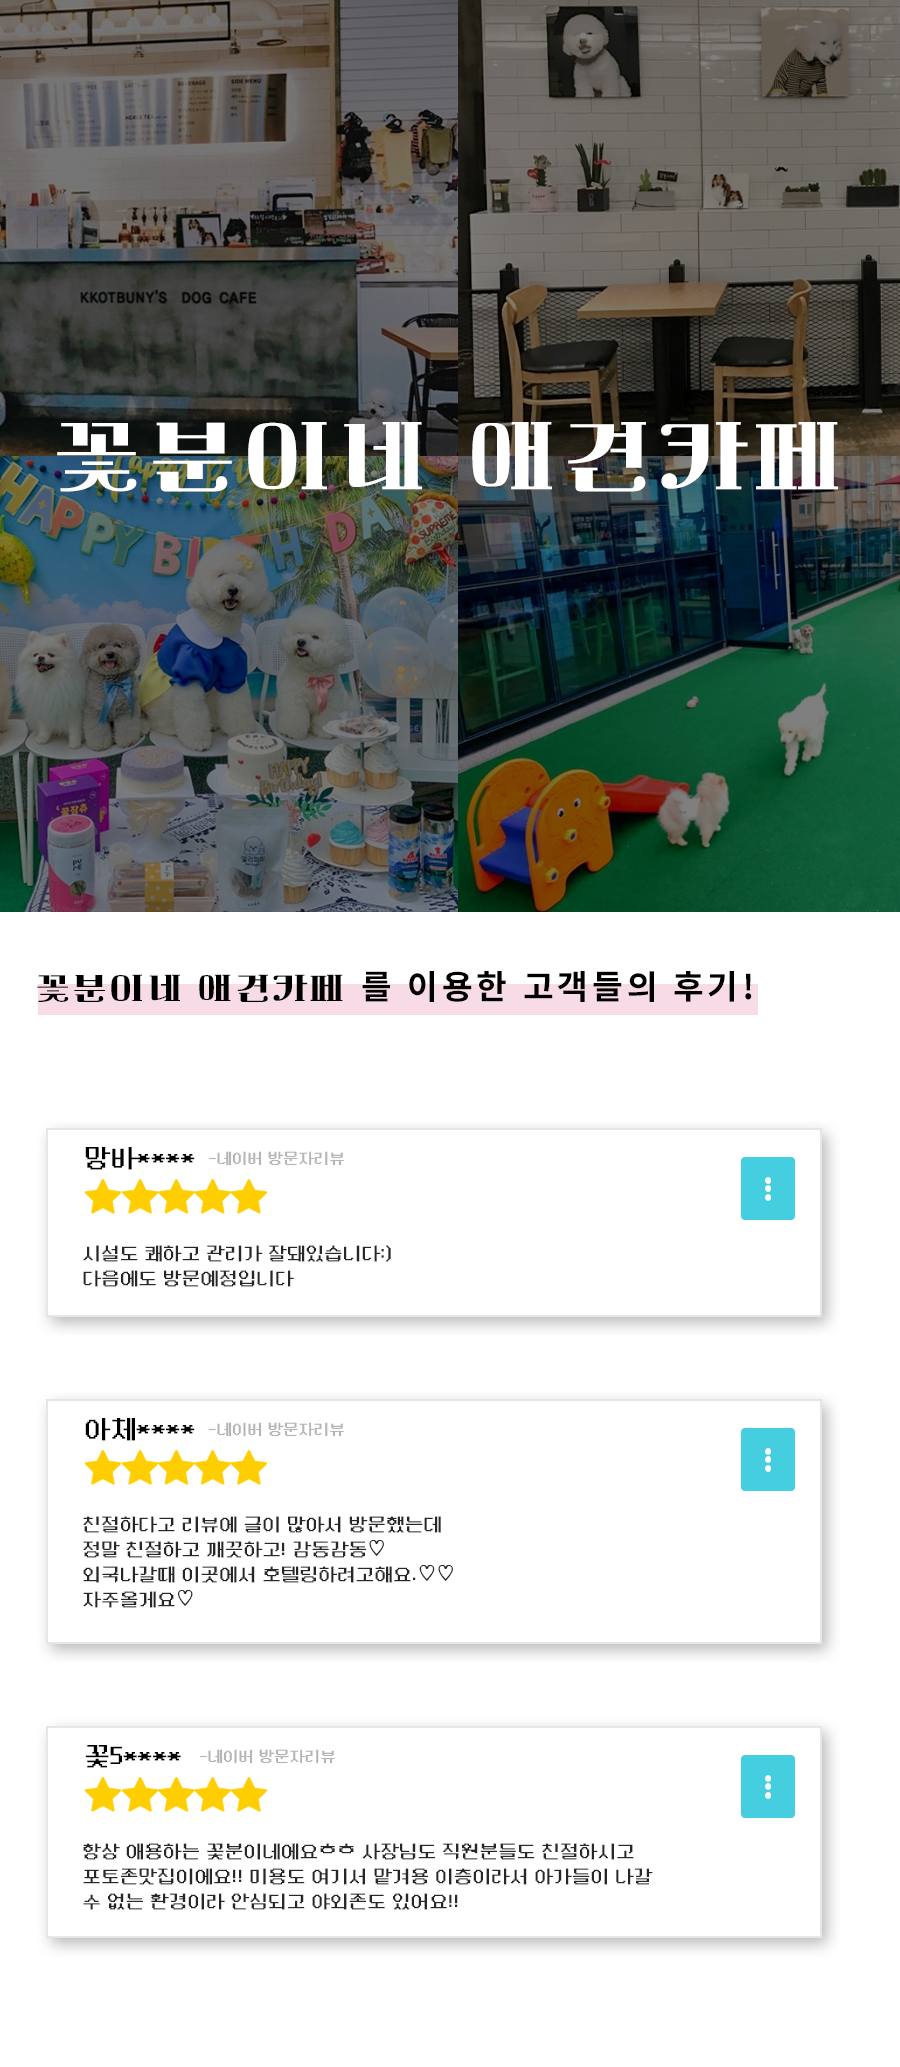 COFFEE
BEVERAGE
SIDE MENU
KKOTBUNY'S DOG CAFE
꽃분이네 애견카페
HAPPY BIRTHDA
SUPREME
HAPPY
Birthday!
PUPE
꽃분이네 애견카페 를 이용한 고객들의 후기!
망바**** -네이버 방문자리뷰
시설도 쾌하고 관리가 잘돼있습니다:)
다음에도 방문예정입니다
아체**** -네이버 방문자리뷰
친절하다고 리뷰에 글이 많아서 방문했는데
정말 친절하고 깨끗하고! 감동감동♡
외국나갈때 이곳에서 호텔링하려고해요.♡♡
자주올게요♡
꽃5**** -네이버 방문자리뷰
항상 애용하는 꽃분이네에요ㅎㅎ 사장님도 직원분들도 친절하시고
포토존맛집이에요!! 미용도 여기서 맡겨용 이층이라서 아가들이 나갈
수 없는 환경이라 안심되고 야외존도 있어요!!